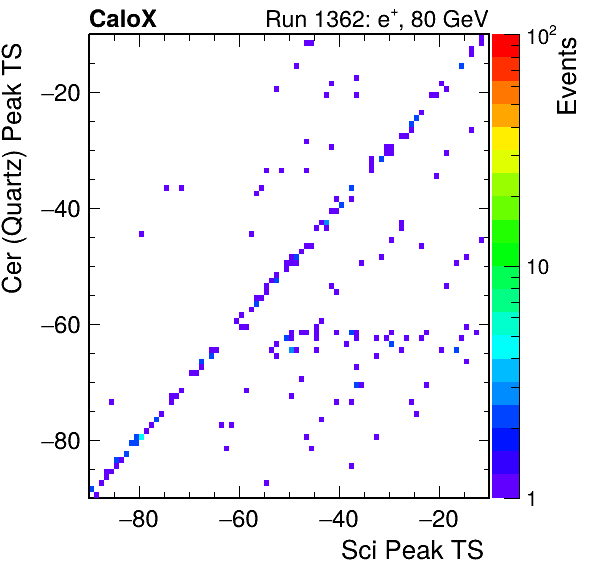 CaloX Run 1362: e⁺, 80 GeV
Cer (Quartz) Peak TS
−20
−40
−60
−80
−80 −60 −40 −20
Sci Peak TS
10²
10
1
Events